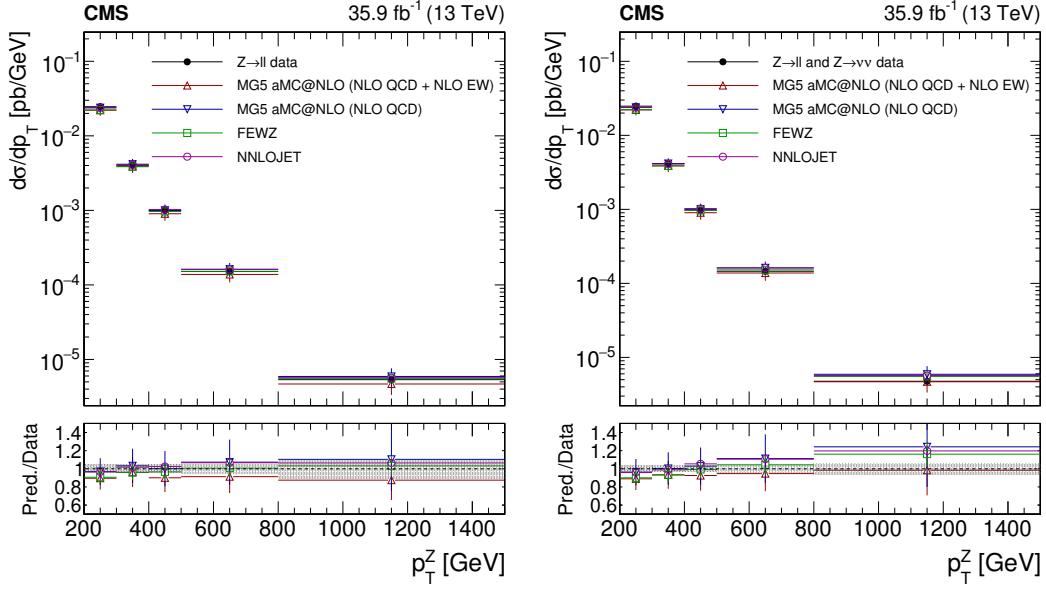 CMS 35.9 fb⁻¹ (13 TeV)
dσ/dp_T [pb/GeV]
10⁻¹
10⁻²
10⁻³
10⁻⁴
10⁻⁵
Z→ll data
MG5 aMC@NLO (NLO QCD + NLO EW)
MG5 aMC@NLO (NLO QCD)
FEWZ
NNLOJET
Pred./Data
1.4
1.2
1
0.8
0.6
200 400 600 800 1000 1200 1400
p_T^Z [GeV]
CMS 35.9 fb⁻¹ (13 TeV)
dσ/dp_T [pb/GeV]
10⁻¹
10⁻²
10⁻³
10⁻⁴
10⁻⁵
Z→ll and Z→νν data
MG5 aMC@NLO (NLO QCD + NLO EW)
MG5 aMC@NLO (NLO QCD)
FEWZ
NNLOJET
Pred./Data
1.4
1.2
1
0.8
0.6
200 400 600 800 1000 1200 1400
p_T^Z [GeV]